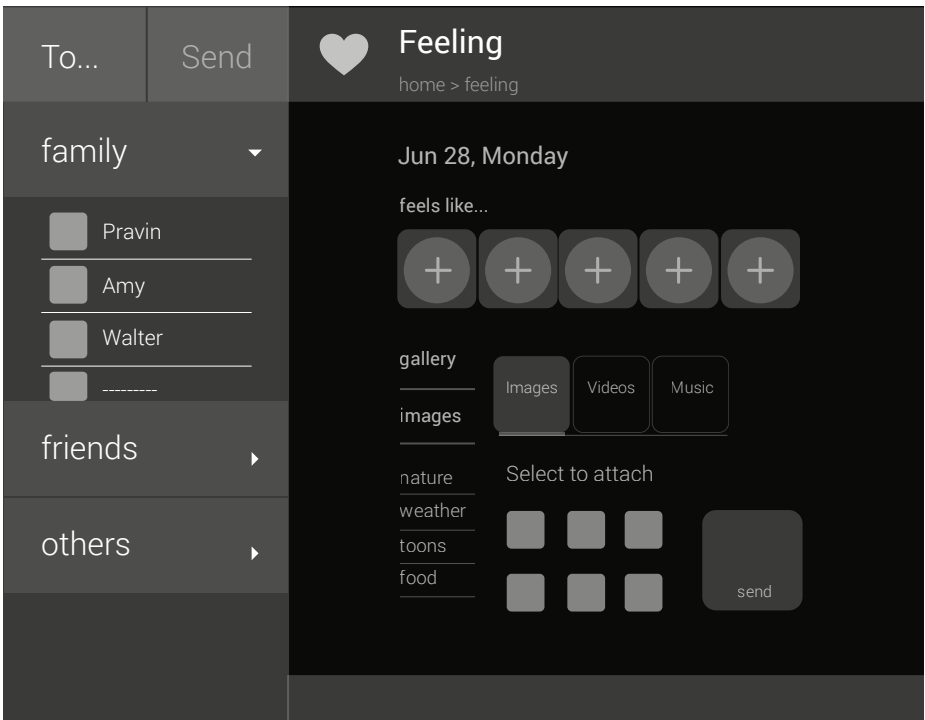 To...
Send
Feeling
home > feeling
family
Pravin
Amy
Walter
---------
friends
others
Jun 28, Monday
feels like...
gallery
images
nature
weather
toons
food
Images
Videos
Music
Select to attach
send